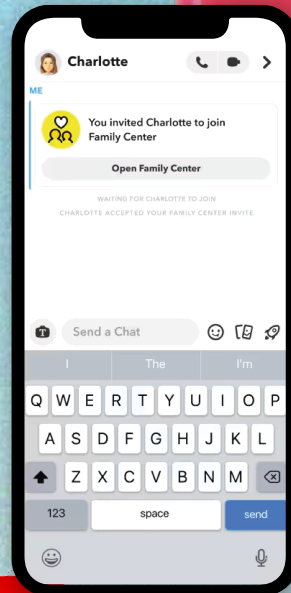 Charlotte
ME
You invited Charlotte to join
Family Center
Open Family Center
WAITING FOR CHARLOTTE TO JOIN
CHARLOTTE ACCEPTED YOUR FAMILY CENTER INVITE
Send a Chat
I The I'm
Q W E R T Y U I O P
A S D F G H J K L
Z X C V B N M
123 space send